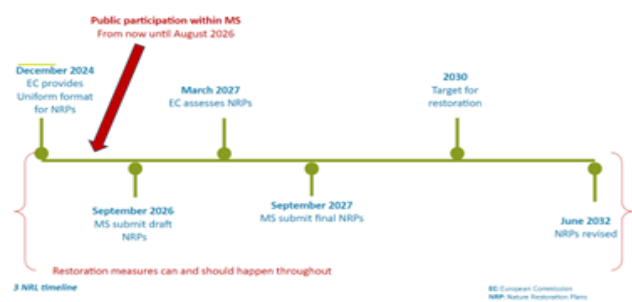 Public participation within MS
From now until August 2026
December 2024
EC provides
Uniform format
for NRPs
March 2027
EC assesses NRPs
2030
Target for
restoration
September 2026
MS submit draft
NRPs
September 2027
MS submit final NRPs
June 2032
NRPs revised
Restoration measures can and should happen throughout
3 NRL timeline
EC: European Commission
NRP: Nature Restoration Plans